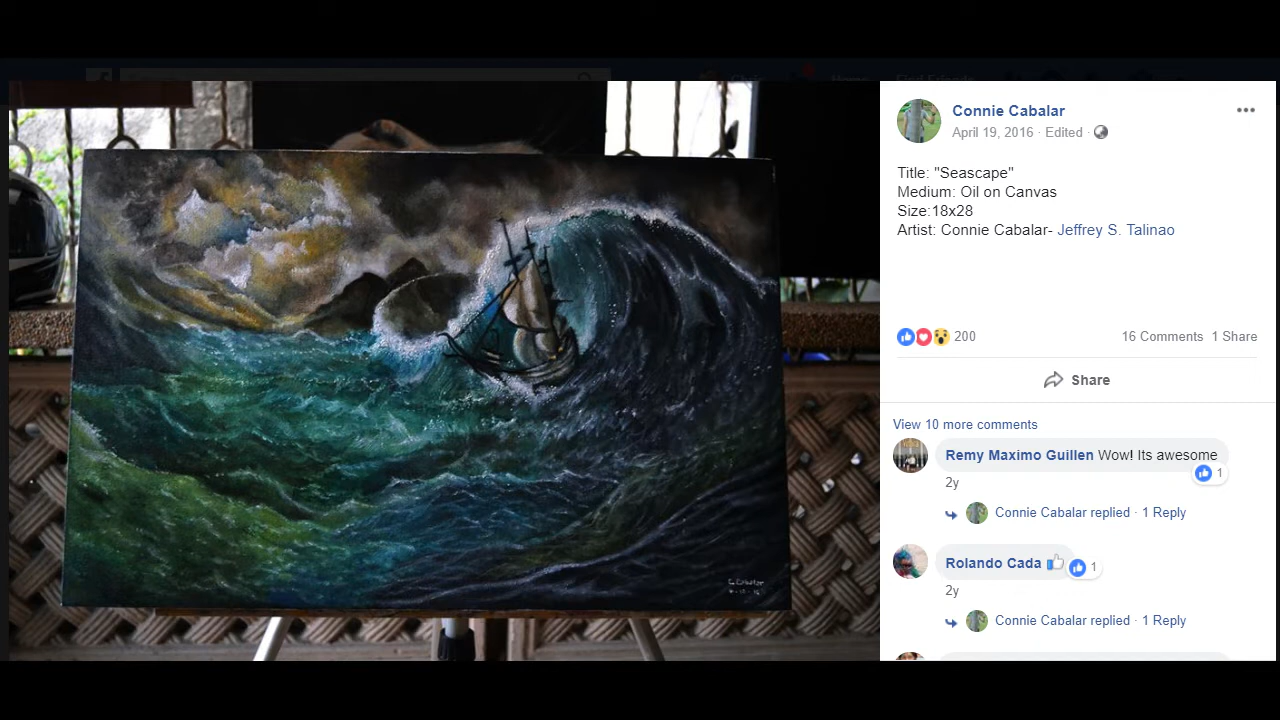 Connie Cabalar
April 19, 2016 · Edited ·
Title: "Seascape"
Medium: Oil on Canvas
Size:18x28
Artist: Connie Cabalar- Jeffrey S. Talinao
200
16 Comments 1 Share
Share
View 10 more comments
Remy Maximo Guillen Wow! Its awesome
1
2y
Connie Cabalar replied · 1 Reply
Rolando Cada
1
2y
Connie Cabalar replied · 1 Reply